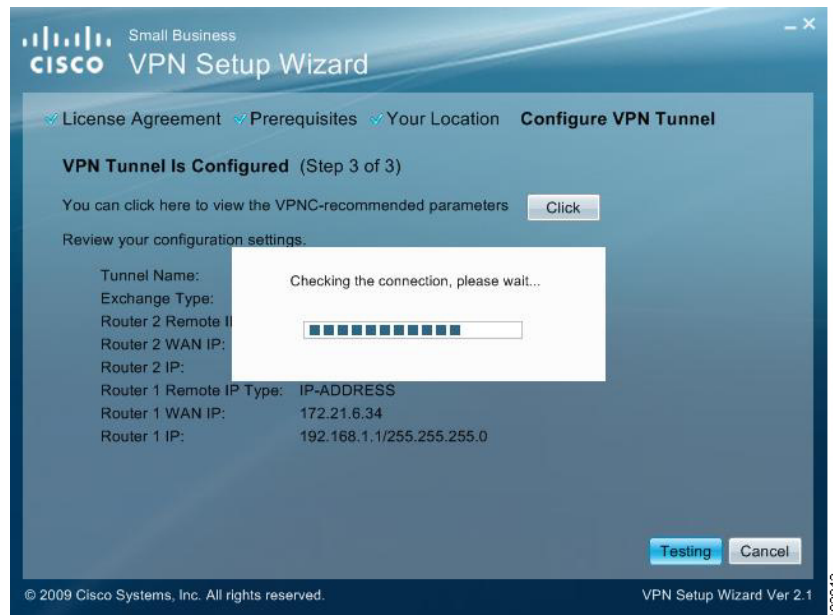 Small Business
CISCO VPN Setup Wizard
License Agreement Prerequisites Your Location Configure VPN Tunnel
VPN Tunnel Is Configured (Step 3 of 3)
You can click here to view the VPNC-recommended parameters Click
Review your configuration settings.
Tunnel Name:
Exchange Type:
Router 2 Remote
Router 2 WAN IP:
Router 2 IP:
Checking the connection, please wait...
Router 1 Remote IP Type: IP-ADDRESS
Router 1 WAN IP: 172.21.6.34
Router 1 IP: 192.168.1.1/255.255.255.0
Testing Cancel
© 2009 Cisco Systems, Inc. All rights reserved. VPN Setup Wizard Ver 2.1